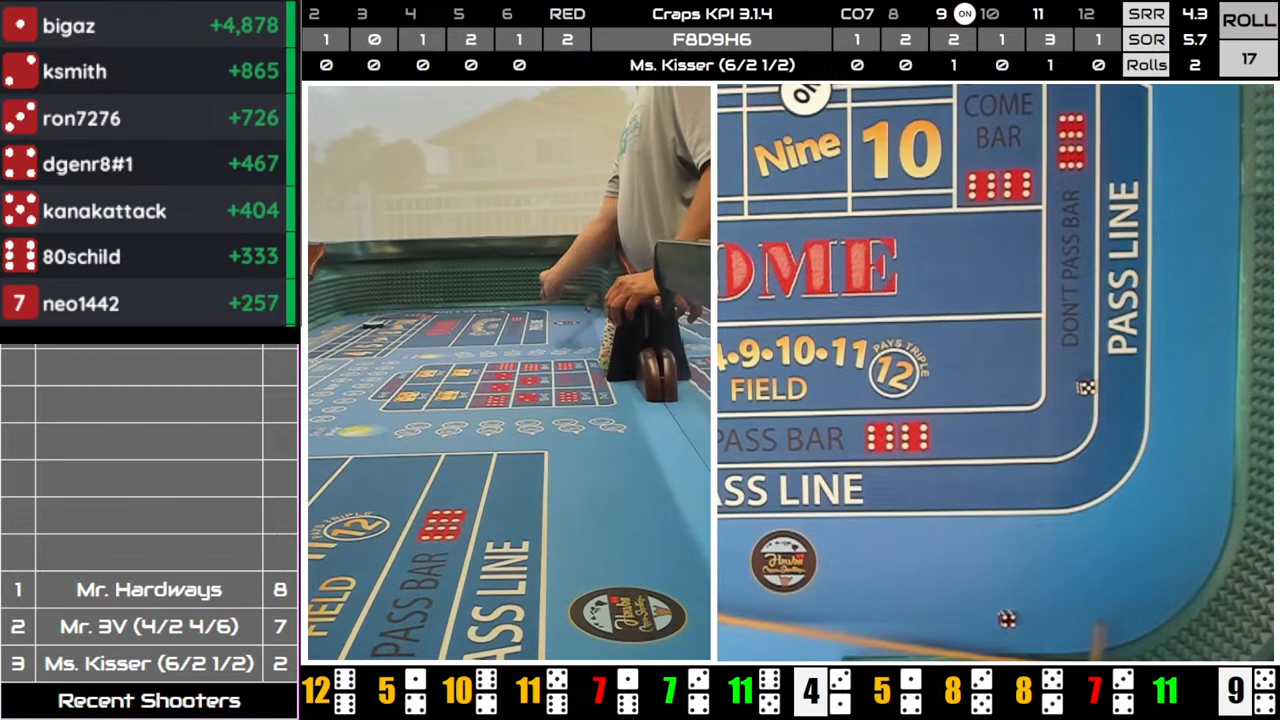 bigaz +4,878
ksmith +865
ron7276 +726
dgenr8#1 +467
kanakattack +404
80schild +333
7 neo1442 +257
2 3 4 5 6 RED Craps KPI 3.1.4 CO7 8 9 ON 10 11 12 SRR 4.3 ROLL
1 0 1 2 1 2 F8D9H6 1 2 2 1 3 1 SOR 5.7 17
0 0 0 0 0 Ms. Kisser (6/2 1/2) 0 0 1 0 1 0 Rolls 2
PAYS TRIPLE
12
FIELD
PASS BAR
ASS LINE
ON
Nine 10
COME
BAR
OME
DON'T PASS BAR
PASS LINE
4•9•10•11 PAYS TRIPLE
FIELD 12
PASS BAR
ASS LINE
Hawaii
1 Mr. Hardways 8
2 Mr. 3V (4/2 4/6) 7
3 Ms. Kisser (6/2 1/2) 2
Recent Shooters
12 5 10 11 7 7 11 4 5 8 8 7 11 9